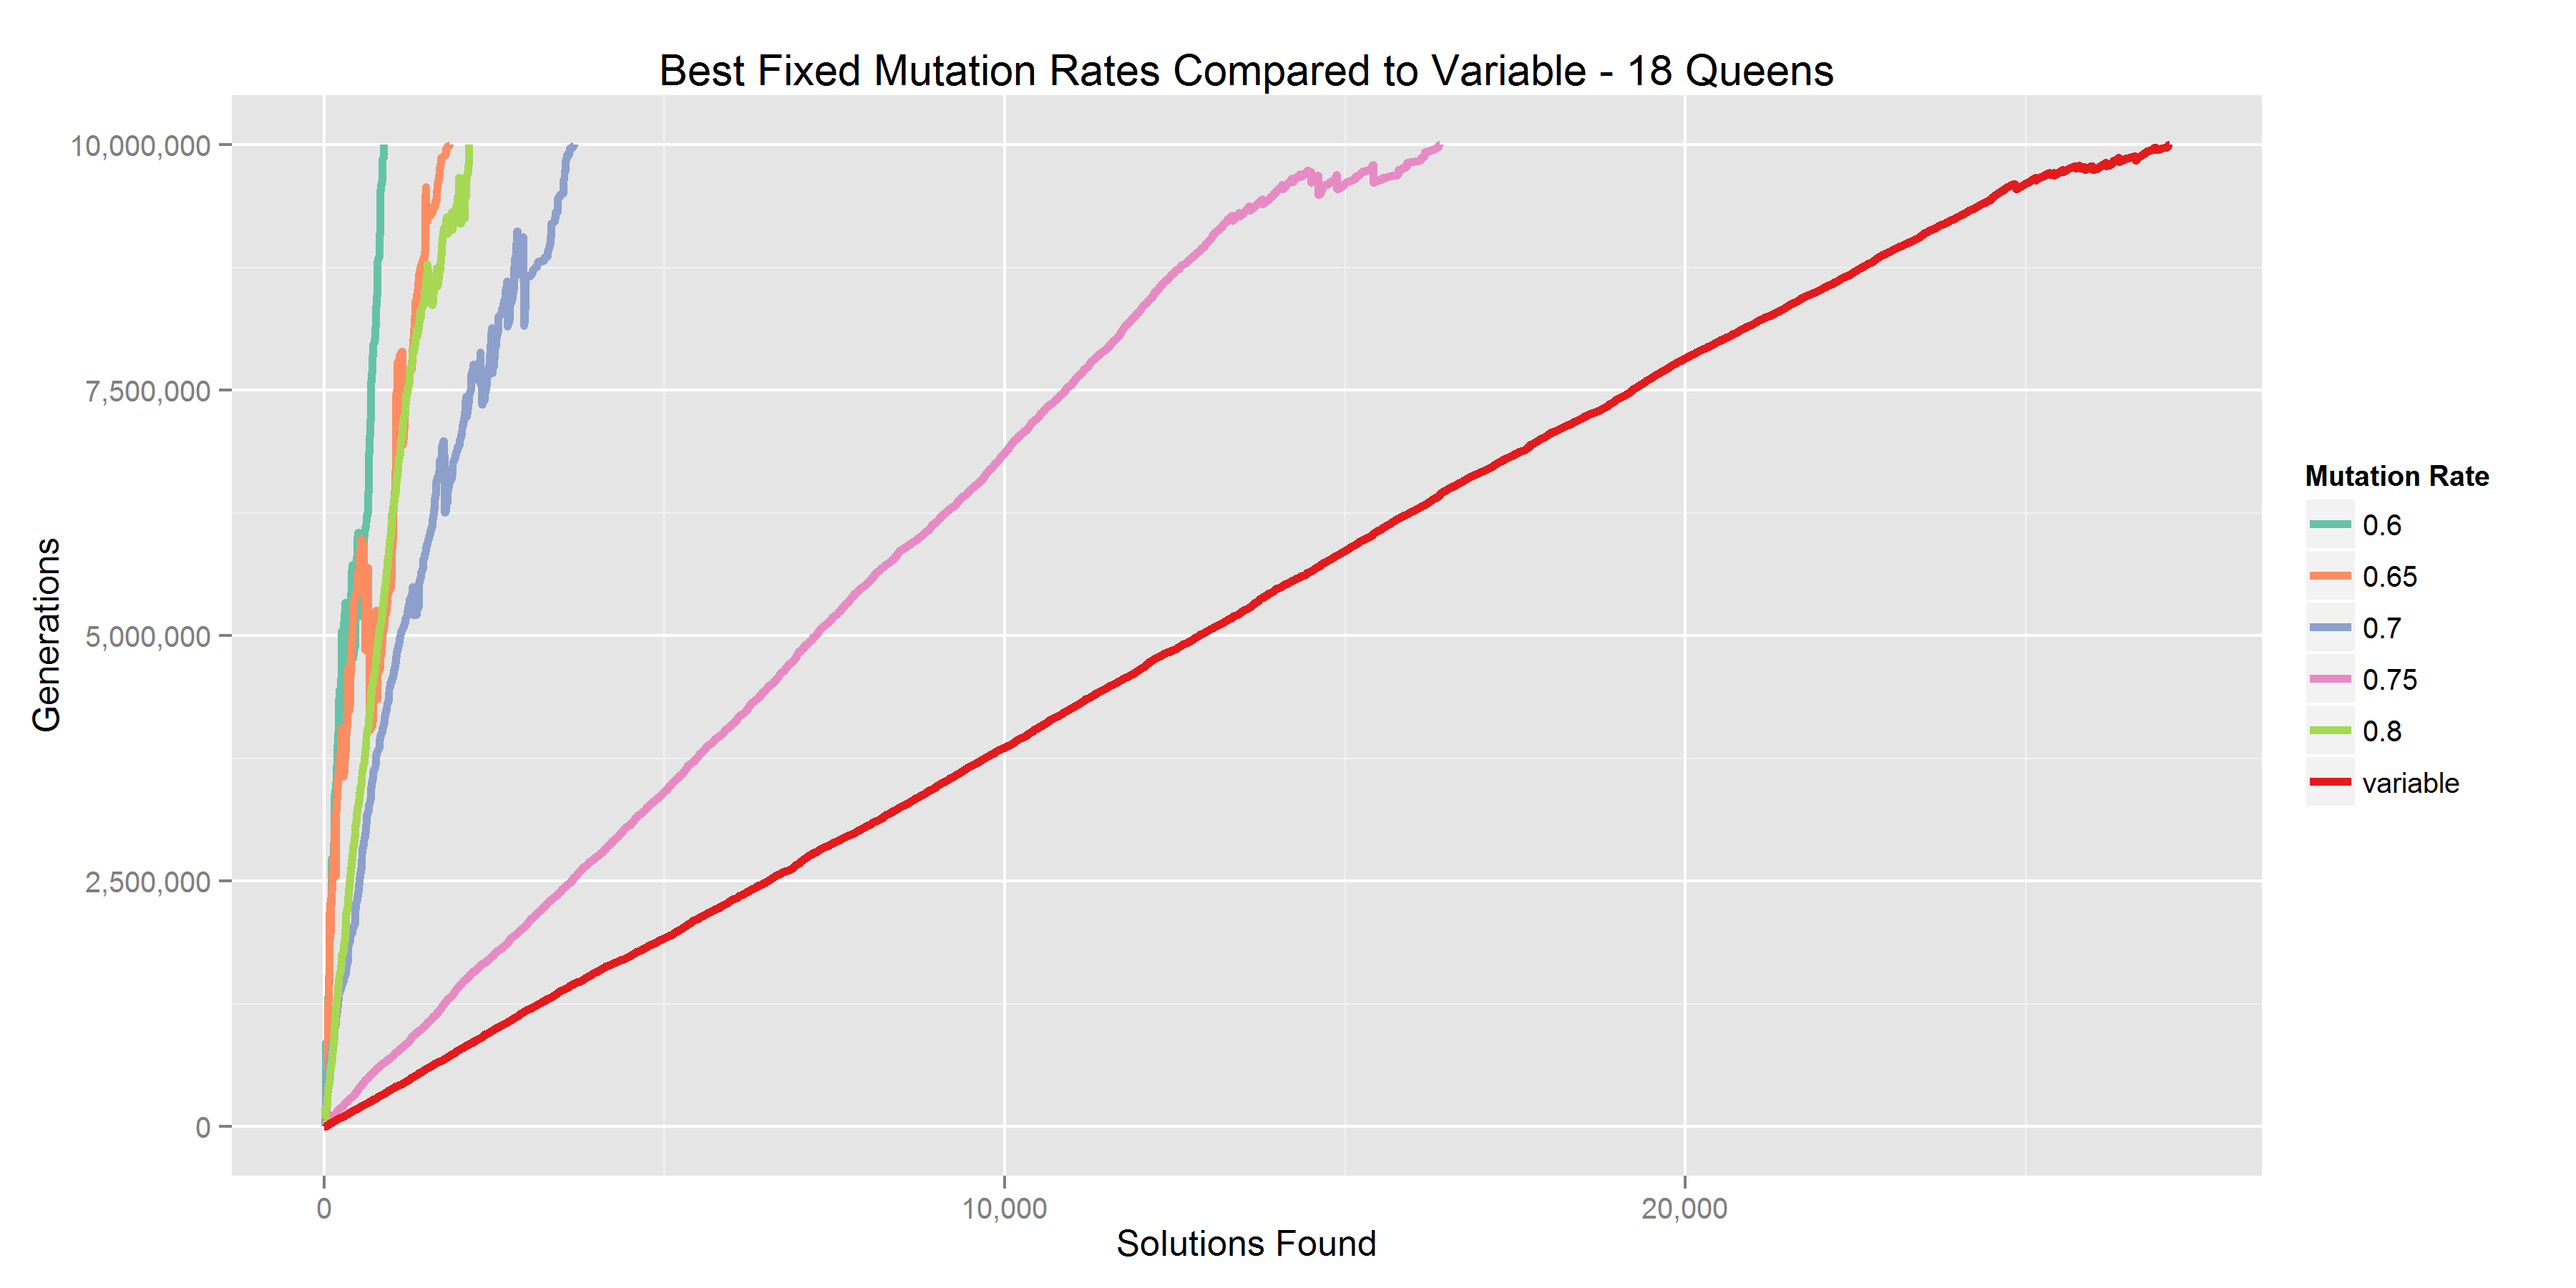 Best Fixed Mutation Rates Compared to Variable - 18 Queens
10,000,000
7,500,000
5,000,000
2,500,000
0
Generations
0
10,000
20,000
Solutions Found
Mutation Rate
0.6
0.65
0.7
0.75
0.8
variable